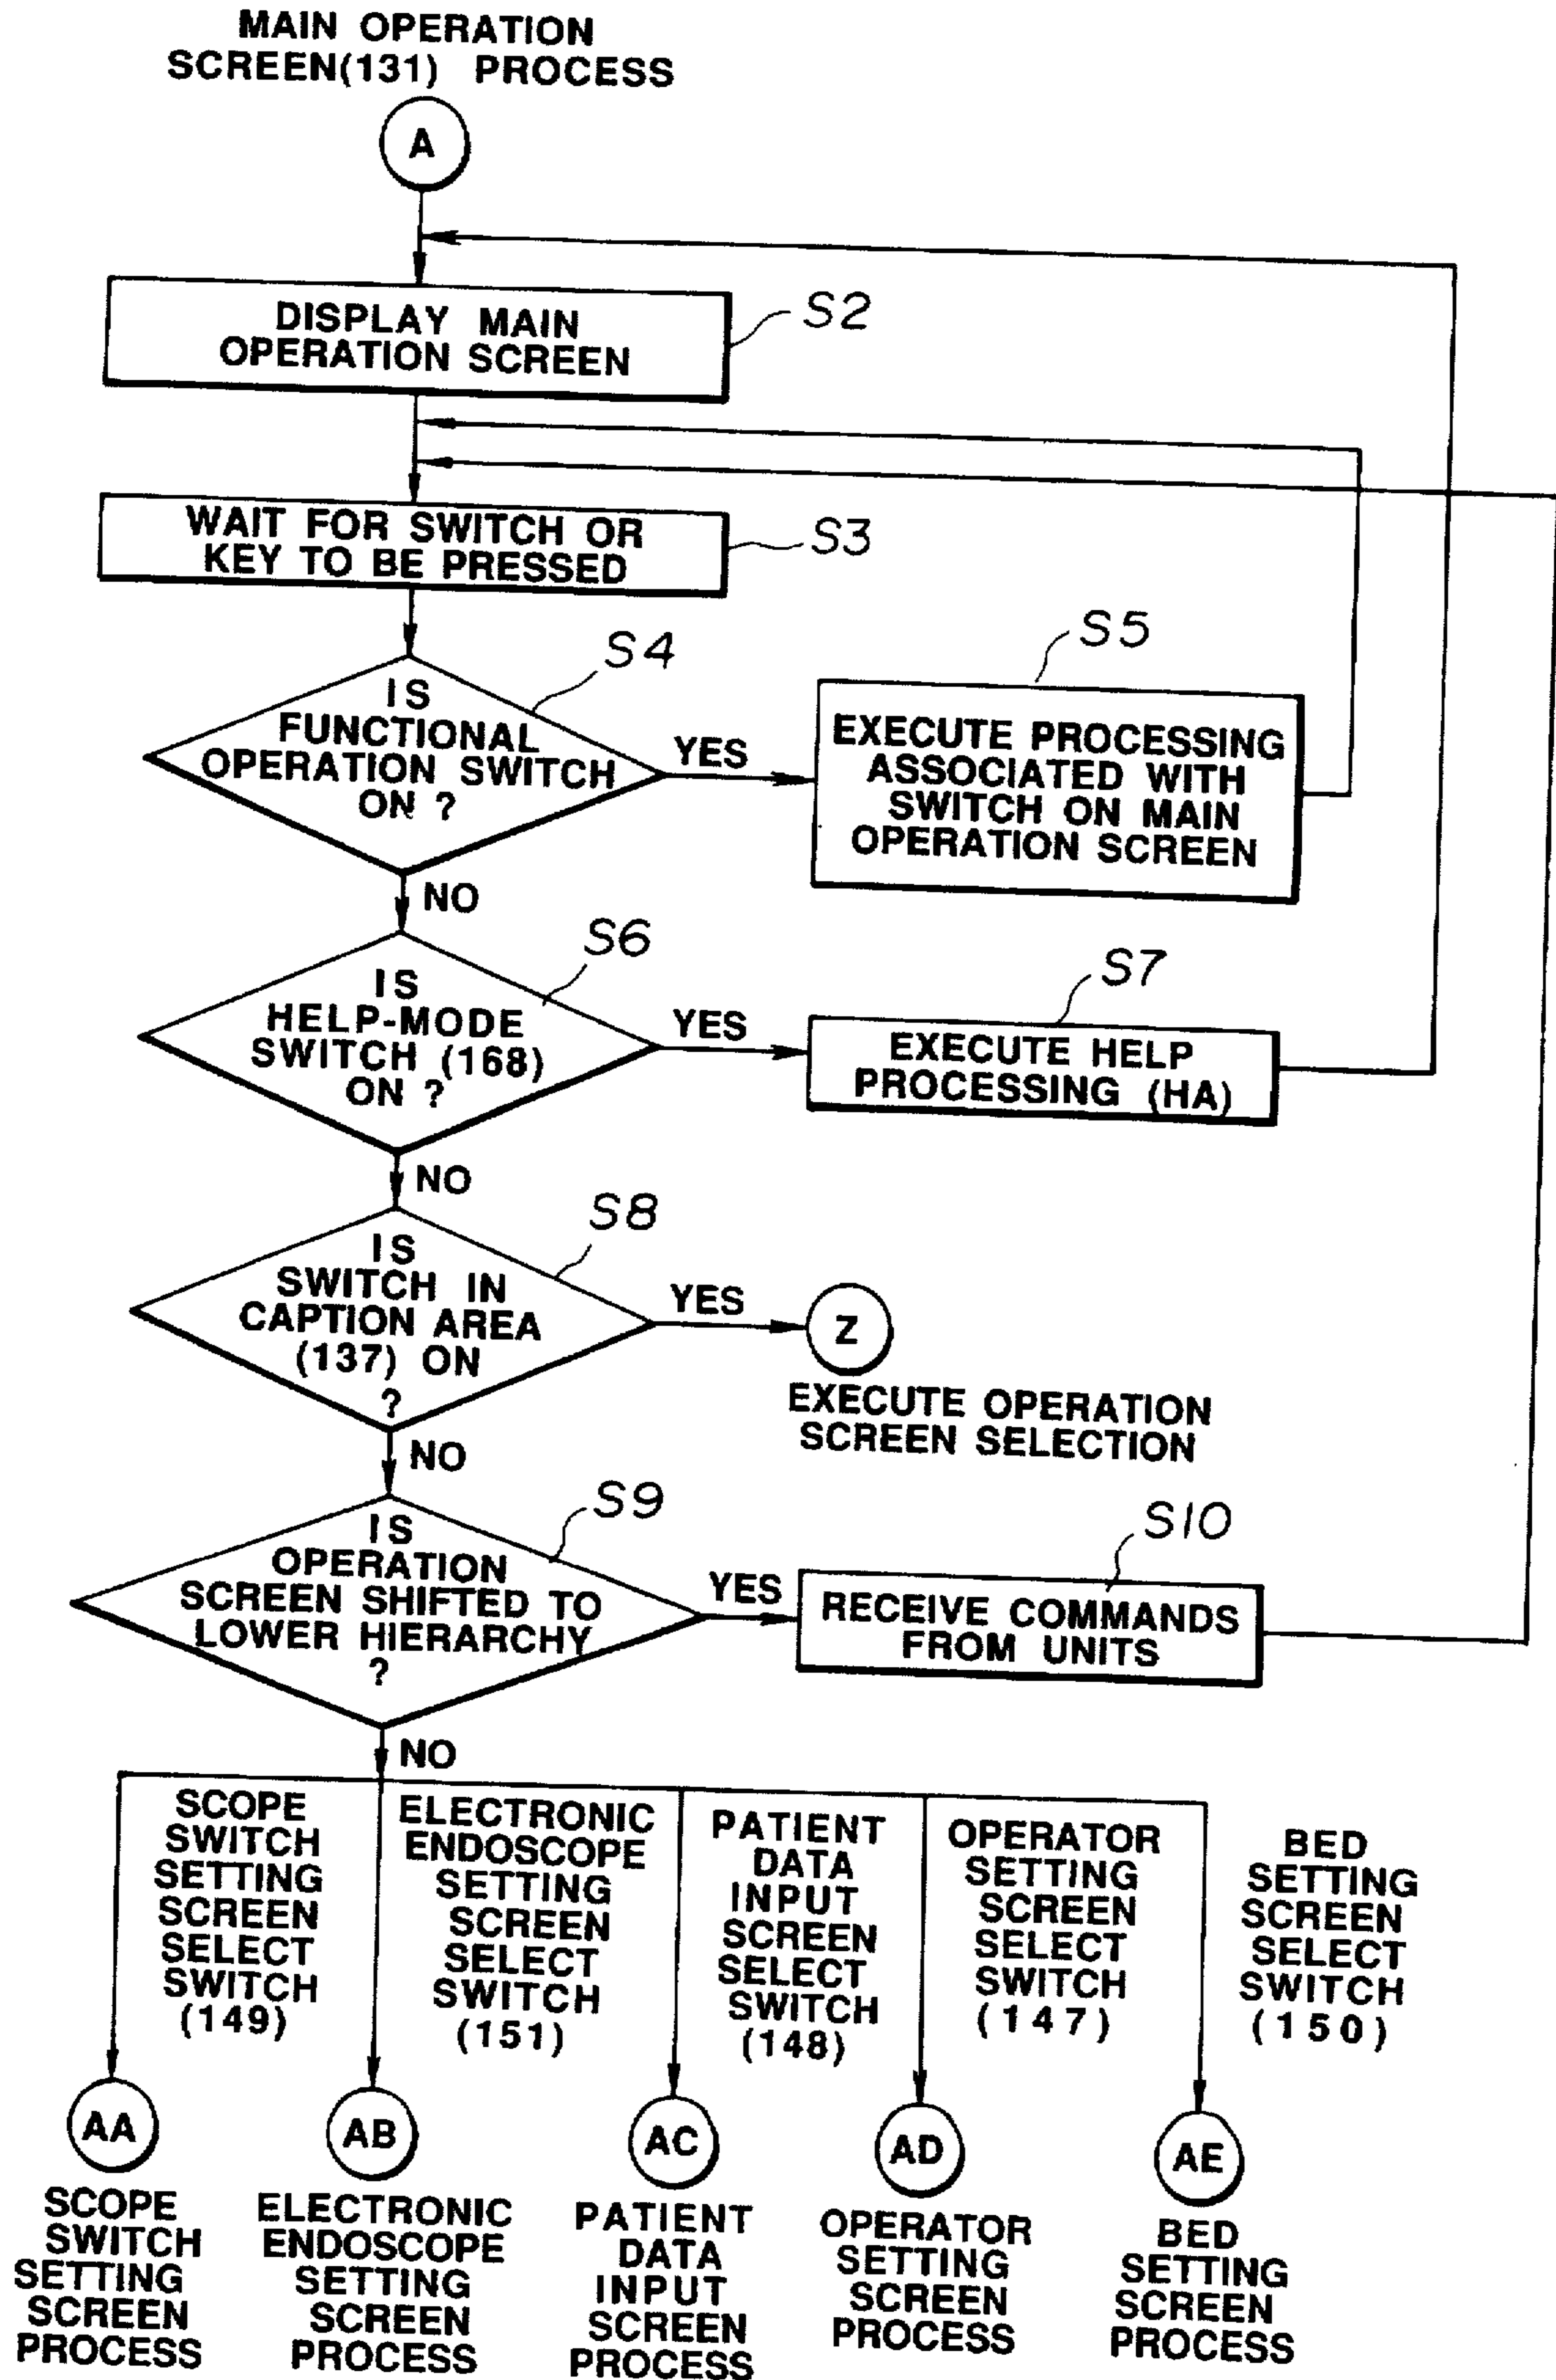 MAIN OPERATION
SCREEN(131) PROCESS
A
DISPLAY MAIN
OPERATION SCREEN
S2
WAIT FOR SWITCH OR
KEY TO BE PRESSED
S3
IS
FUNCTIONAL
OPERATION SWITCH
ON ?
S4
YES
NO
S5
EXECUTE PROCESSING
ASSOCIATED WITH
SWITCH ON MAIN
OPERATION SCREEN
IS
HELP-MODE
SWITCH (168)
ON ?
S6
YES
NO
S7
EXECUTE HELP
PROCESSING (HA)
IS
SWITCH IN
CAPTION AREA
(137) ON
?
S8
YES
NO
Z
EXECUTE OPERATION
SCREEN SELECTION
IS
OPERATION
SCREEN SHIFTED TO
LOWER HIERARCHY
?
S9
YES
NO
S10
RECEIVE COMMANDS
FROM UNITS
SCOPE
SWITCH
SETTING
SCREEN
SELECT
SWITCH
(149)
ELECTRONIC
ENDOSCOPE
SETTING
SCREEN
SELECT
SWITCH
(151)
PATIENT
DATA
INPUT
SCREEN
SELECT
SWITCH
(148)
OPERATOR
SETTING
SCREEN
SELECT
SWITCH
(147)
BED
SETTING
SCREEN
SELECT
SWITCH
(150)
AA
AB
AC
AD
AE
SCOPE
SWITCH
SETTING
SCREEN
PROCESS
ELECTRONIC
ENDOSCOPE
SETTING
SCREEN
PROCESS
PATIENT
DATA
INPUT
SCREEN
PROCESS
OPERATOR
SETTING
SCREEN
PROCESS
BED
SETTING
SCREEN
PROCESS